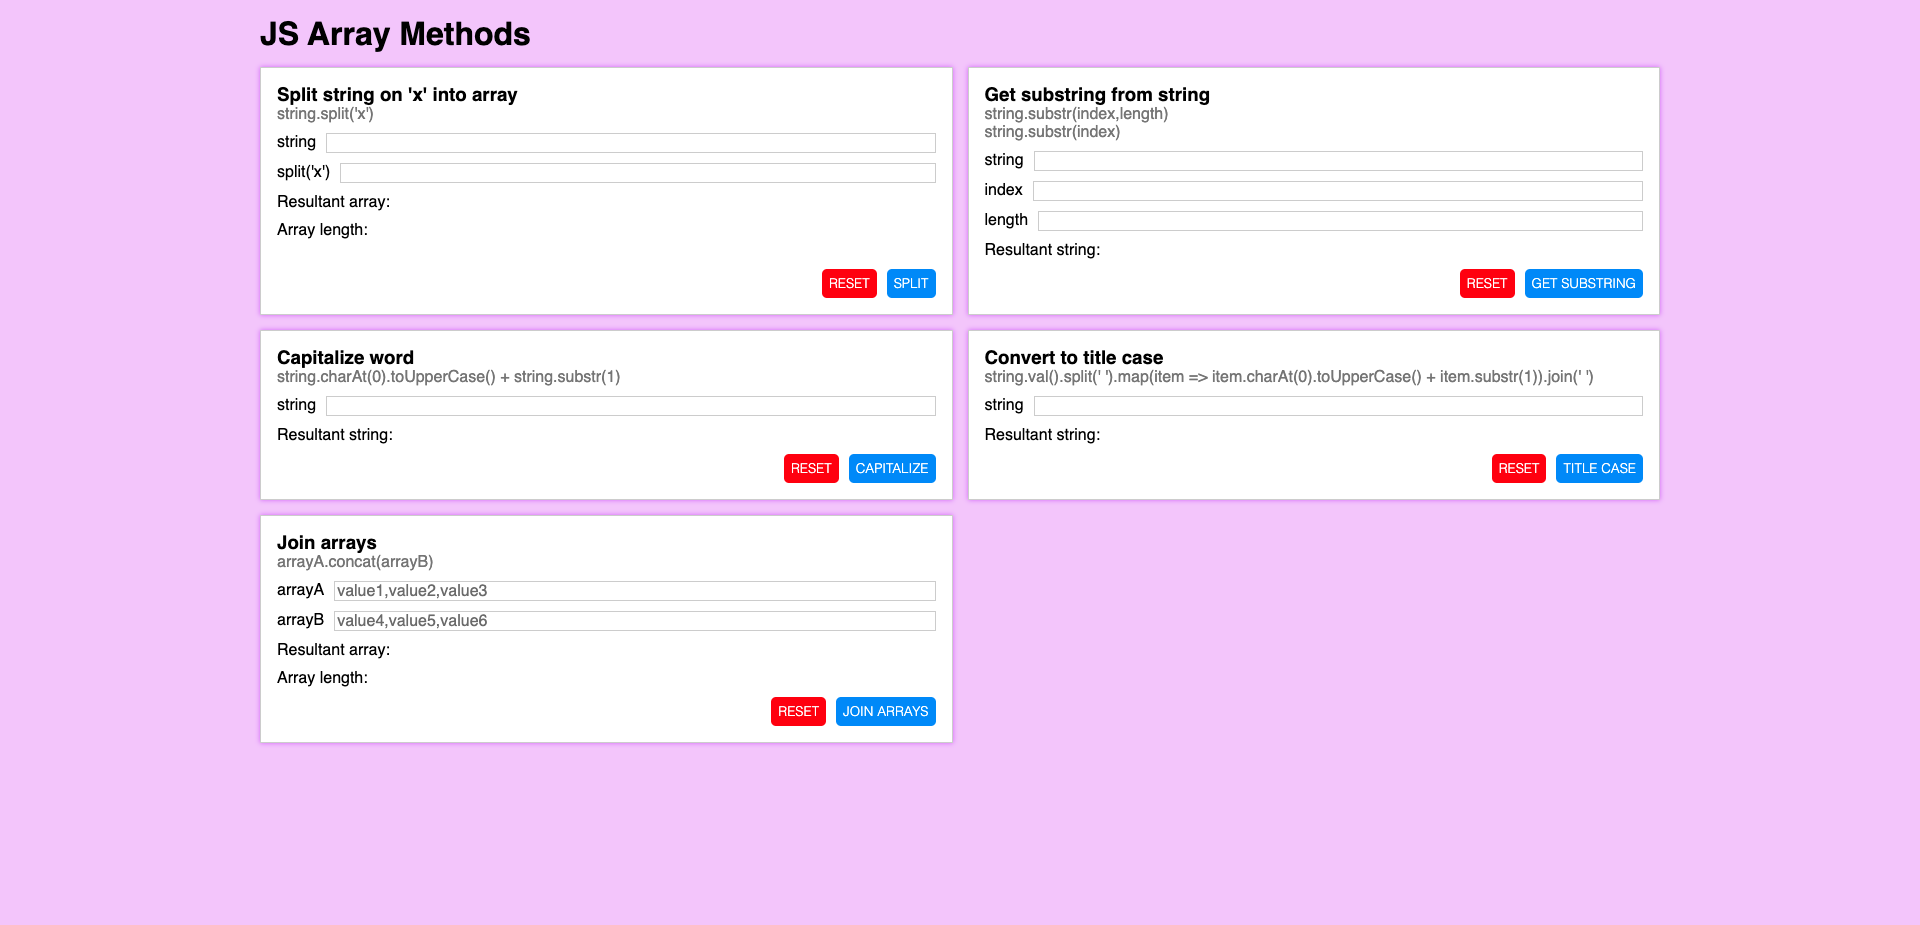 JS Array Methods
Split string on 'x' into array
string.split('x')
string
split('x')
Resultant array:
Array length:
RESET SPLIT
Get substring from string
string.substr(index,length)
string.substr(index)
string
index
length
Resultant string:
RESET GET SUBSTRING
Capitalize word
string.charAt(0).toUpperCase() + string.substr(1)
string
Resultant string:
RESET CAPITALIZE
Convert to title case
string.val().split(' ').map(item => item.charAt(0).toUpperCase() + item.substr(1)).join(' ')
string
Resultant string:
RESET TITLE CASE
Join arrays
arrayA.concat(arrayB)
arrayA value1,value2,value3
arrayB value4,value5,value6
Resultant array:
Array length:
RESET JOIN ARRAYS